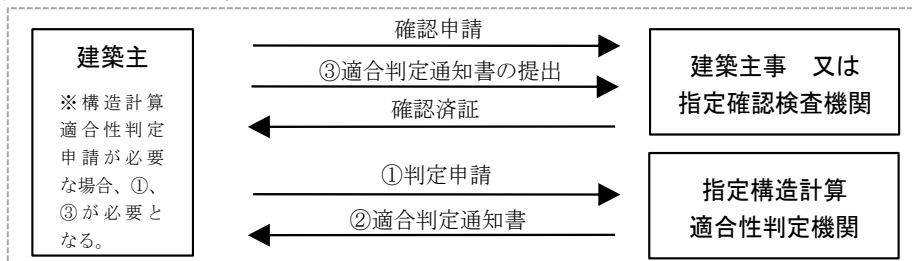 建築主
※構造計算
適合性判定
申請が必要
な場合、①、
③が必要と
なる。
確認申請
③適合判定通知書の提出
確認済証
建築主事　又は
指定確認検査機関
①判定申請
②適合判定通知書
指定構造計算
適合性判定機関